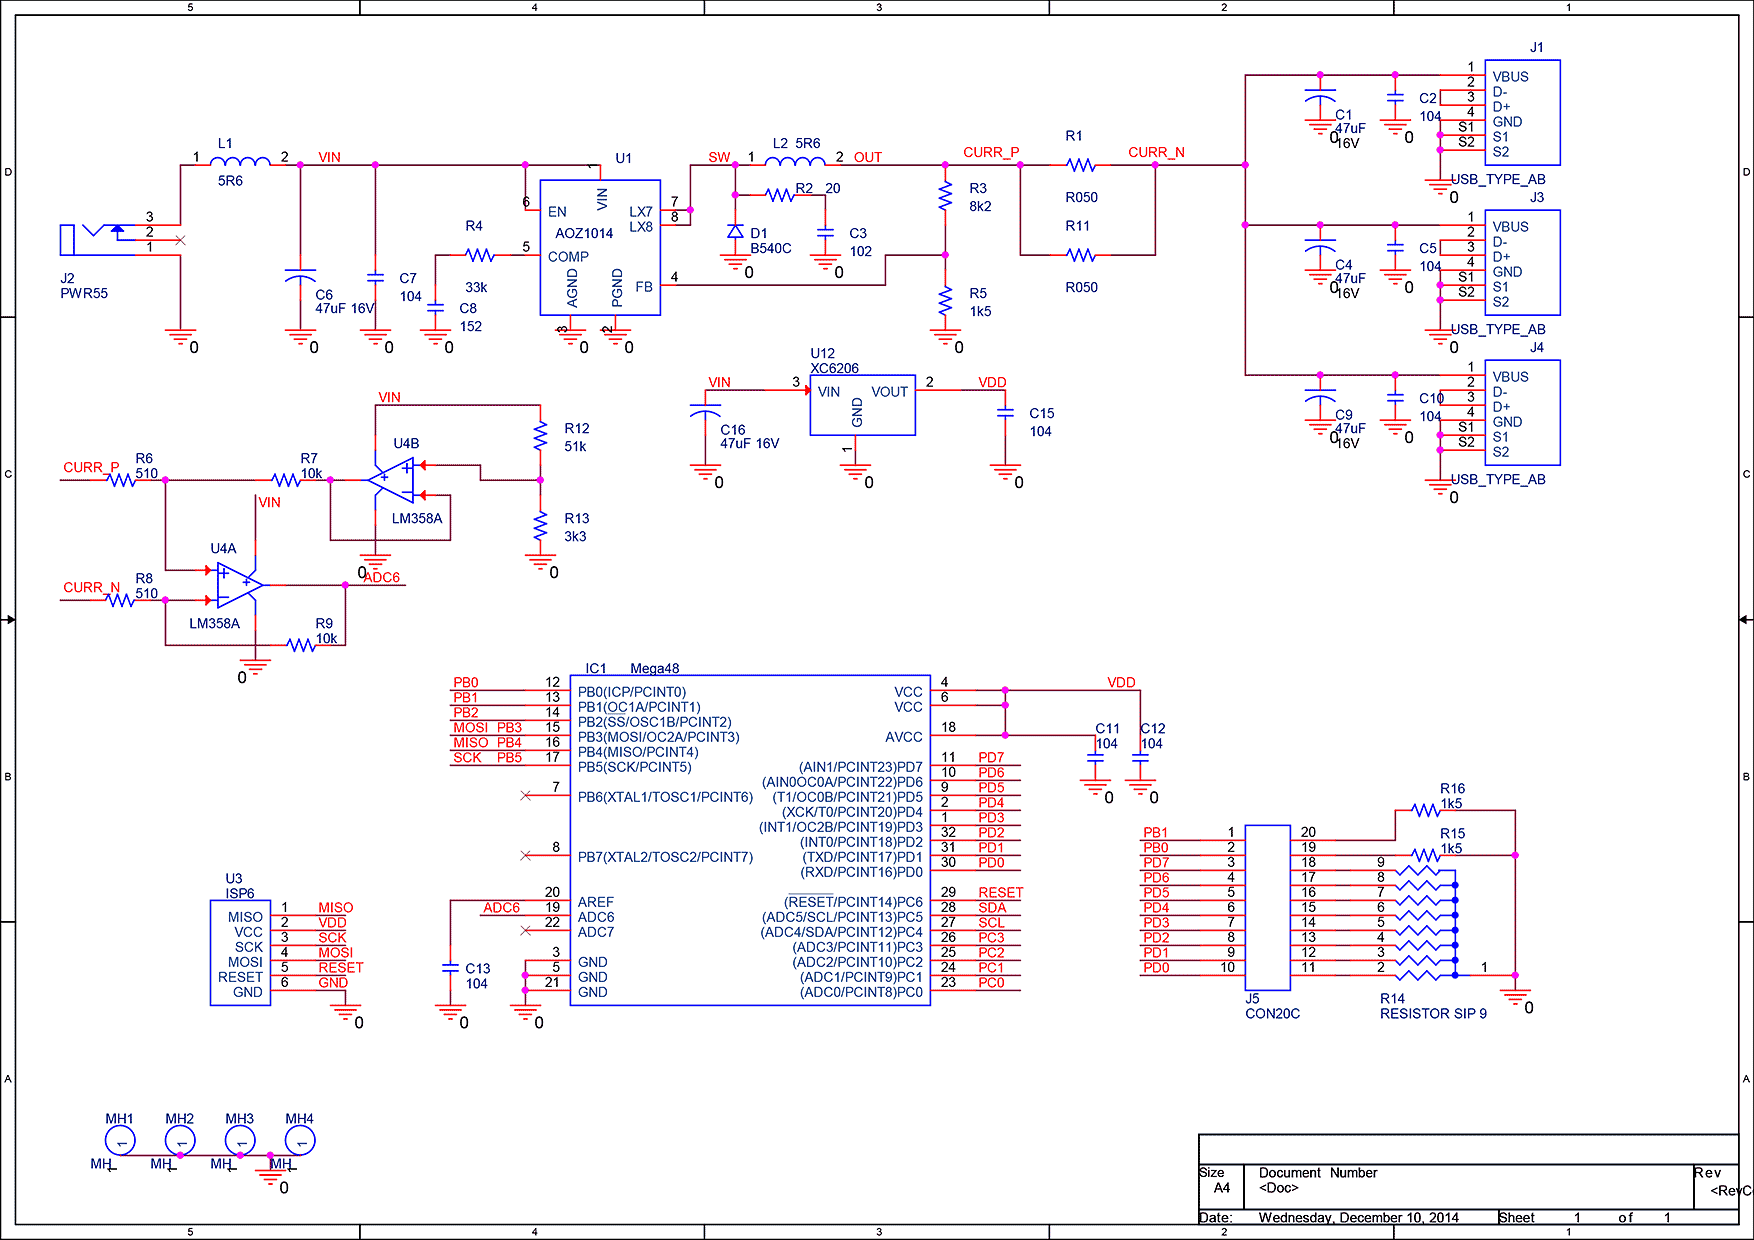 5 4 3 2 1
D
C
B
A
J2
PWR55
3
2
1
0
1 L1 2
5R6
VIN
C6
47uF 16V
0
C7
104
0
R4
33k
C8
152
0
U1
AOZ1014
6 EN
5 COMP
VIN
LX7 7
LX8 8
FB 4
AGND
PGND
3
2
0
0
SW
1 L2 5R6 2
OUT
R2 20
D1
B540C
0
C3
102
0
R3
8k2
R5
1k5
0
CURR_P
R1
R050
R11
R050
CURR_N
J1
C1
47uF
16V
0
C2
104
0
1 VBUS
2 D-
3 D+
4 GND
S1 S1
S2 S2
USB_TYPE_AB
0
J3
C4
47uF
16V
0
C5
104
0
1 VBUS
2 D-
3 D+
4 GND
S1 S1
S2 S2
USB_TYPE_AB
0
J4
C9
47uF
16V
0
C10
104
0
1 VBUS
2 D-
3 D+
4 GND
S1 S1
S2 S2
USB_TYPE_AB
0
U12
XC6206
VIN 3 VIN VOUT 2 VDD
GND
1
0
C16
47uF 16V
0
C15
104
0
VIN
U4B
LM358A
R12
51k
R13
3k3
0
CURR_P R6
510
R7
10k
VIN
0
U4A
LM358A
CURR_N R8
510
R9
10k
ADC6
0
IC1 Mega48
PB0 12 PB0(ICP/PCINT0)
PB1 13 PB1(OC1A/PCINT1)
PB2 14 PB2(SS/OSC1B/PCINT2)
MOSI PB3 15 PB3(MOSI/OC2A/PCINT3)
MISO PB4 16 PB4(MISO/PCINT4)
SCK PB5 17 PB5(SCK/PCINT5)
7 PB6(XTAL1/TOSC1/PCINT6)
8 PB7(XTAL2/TOSC2/PCINT7)
20 AREF
ADC6 19 ADC6
22 ADC7
3 GND
5 GND
21 GND
C13
104
0
0
VCC 4
VCC 6
AVCC 18
VDD
C11
104
0
C12
104
0
(AIN1/PCINT23)PD7 11 PD7
(AIN0OC0A/PCINT22)PD6 10 PD6
(T1/OC0B/PCINT21)PD5 9 PD5
(XCK/T0/PCINT20)PD4 2 PD4
(INT1/OC2B/PCINT19)PD3 1 PD3
(INT0/PCINT18)PD2 32 PD2
(TXD/PCINT17)PD1 31 PD1
(RXD/PCINT16)PD0 30 PD0
(RESET/PCINT14)PC6 29 RESET
(ADC5/SCL/PCINT13)PC5 28 SDA
(ADC4/SDA/PCINT12)PC4 27 SCL
(ADC3/PCINT11)PC3 26 PC3
(ADC2/PCINT10)PC2 25 PC2
(ADC1/PCINT9)PC1 24 PC1
(ADC0/PCINT8)PC0 23 PC0
U3
ISP6
MISO 1 MISO
VCC 2 VDD
SCK 3 SCK
MOSI 4 MOSI
RESET 5 RESET
GND 6 GND
0
R16
1k5
R15
1k5
PB1 1 20
PB0 2 19
PD7 3 18 9
PD6 4 17 8
PD5 5 16 7
PD4 6 15 6
PD3 7 14 5
PD2 8 13 4
PD1 9 12 3
PD0 10 11 2 1
J5
CON20C
R14
RESISTOR SIP 9
0
MH1 MH2 MH3 MH4
1 1 1 1
0
Size
A4
Document Number
<Doc>
Rev
Date: Wednesday, December 10, 2014 Sheet 1 of 1
5 4 3 2 1
D
C
B
A